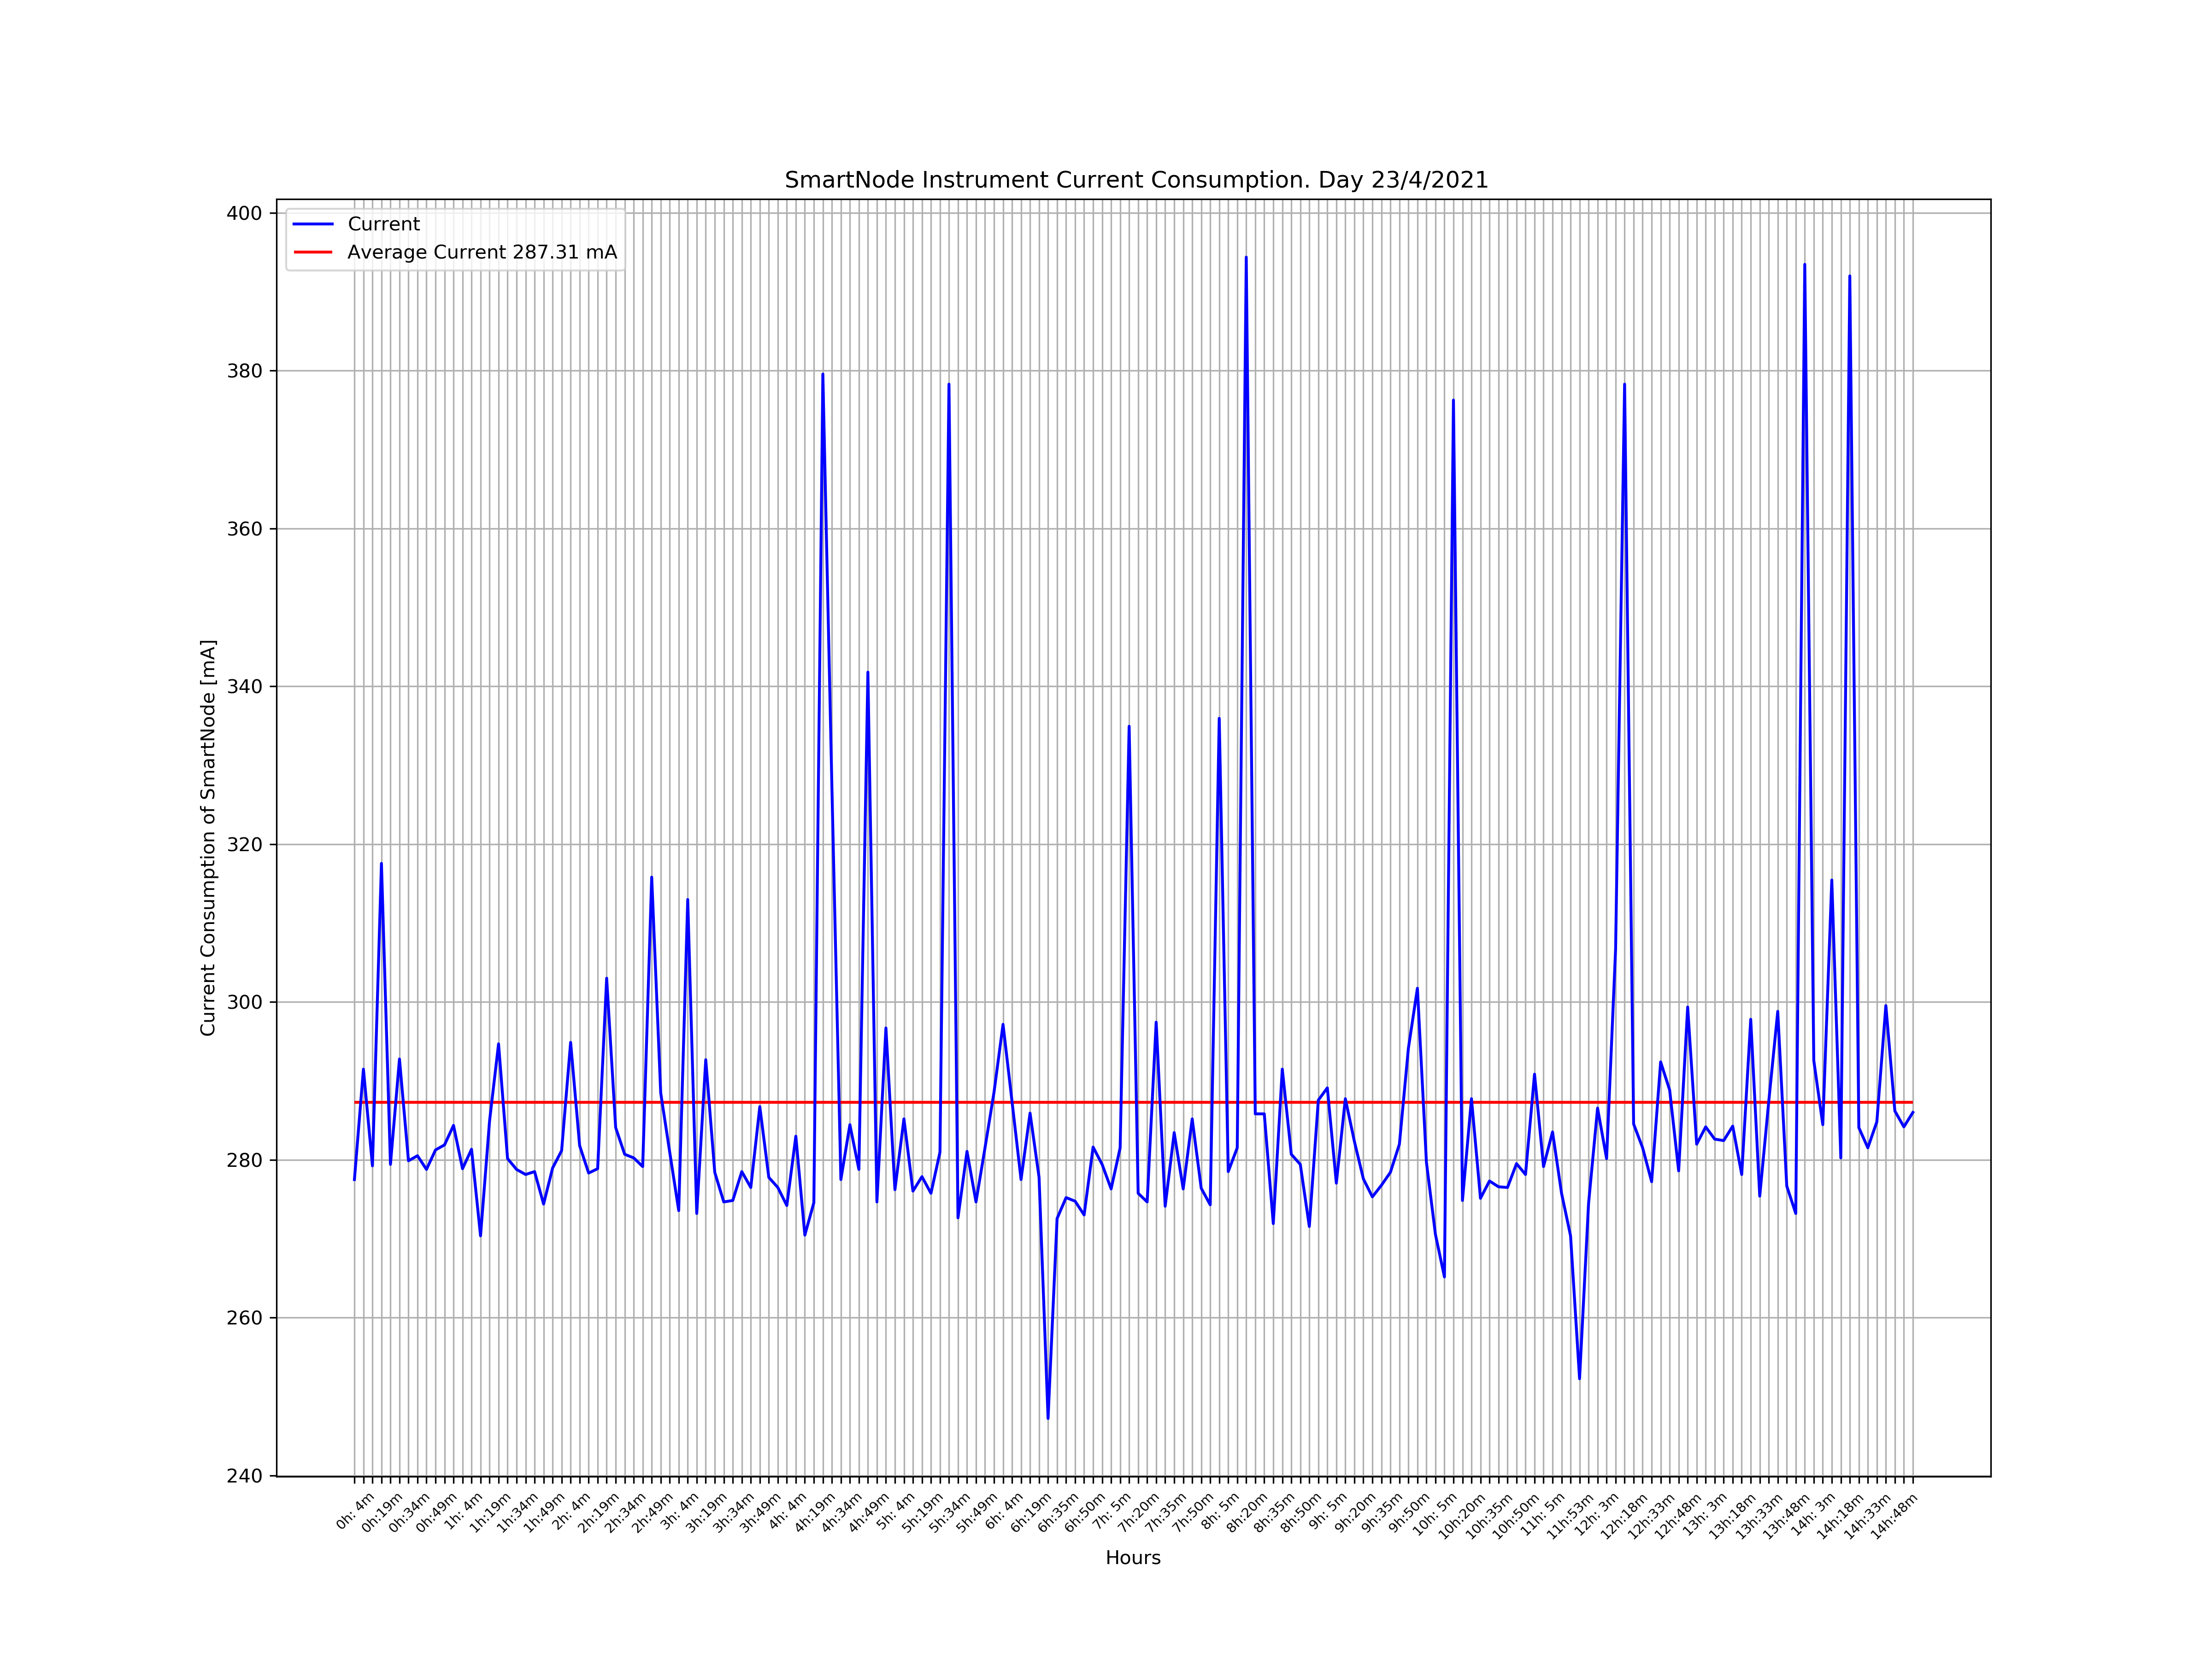 SmartNode Instrument Current Consumption. Day 23/4/2021
Current
Average Current 287.31 mA
Current Consumption of SmartNode [mA]
400
380
360
340
320
300
280
260
240
0h: 4m
0h:19m
0h:34m
0h:49m
1h: 4m
1h:19m
1h:34m
1h:49m
2h: 4m
2h:19m
2h:34m
2h:49m
3h: 4m
3h:19m
3h:34m
3h:49m
4h: 4m
4h:19m
4h:34m
4h:49m
5h: 4m
5h:19m
5h:34m
5h:49m
6h: 4m
6h:19m
6h:35m
6h:50m
7h: 5m
7h:20m
7h:35m
7h:50m
8h: 5m
8h:20m
8h:35m
8h:50m
9h: 5m
9h:20m
9h:35m
9h:50m
10h: 5m
10h:20m
10h:35m
10h:50m
11h: 5m
11h:53m
12h: 3m
12h:18m
12h:33m
12h:48m
13h: 3m
13h:18m
13h:33m
13h:48m
14h: 3m
14h:18m
14h:33m
14h:48m
Hours